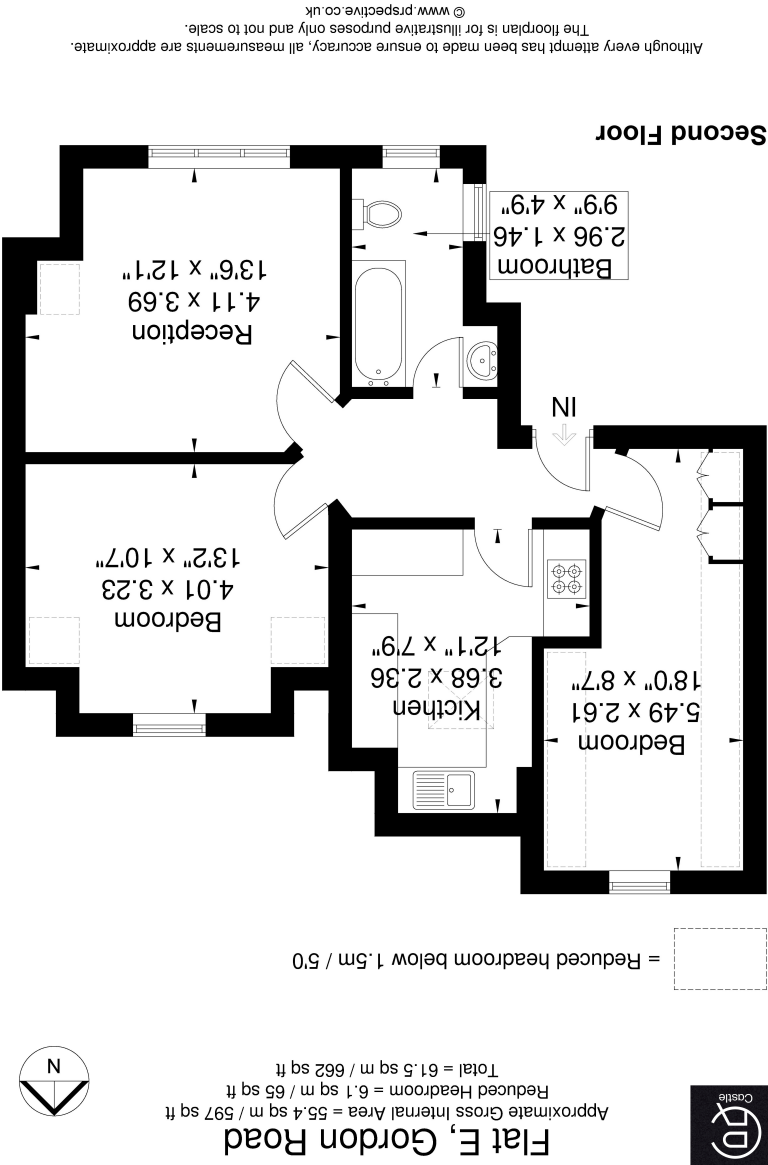 Flat E, Gordon Road
Approximate Gross Internal Area = 55.4 sq m / 597 sq ft
Reduced Headroom = 6.1 sq m / 65 sq ft
Total = 61.5 sq m / 662 sq ft
Castle
N
= Reduced headroom below 1.5m / 5'0
Bedroom
5.49 x 2.61
18'0" x 8'7"
Kicthen
3.68 x 2.36
12'1" x 7'9"
Bedroom
4.01 x 3.23
13'2" x 10'7"
IN
Reception
4.11 x 3.69
13'6" x 12'1"
Bathroom
2.96 x 1.46
9'9" x 4'9"
Second Floor
Although every attempt has been made to ensure accuracy, all measurements are approximate.
The floorplan is for illustrative purposes only and not to scale.
© www.prspective.co.uk